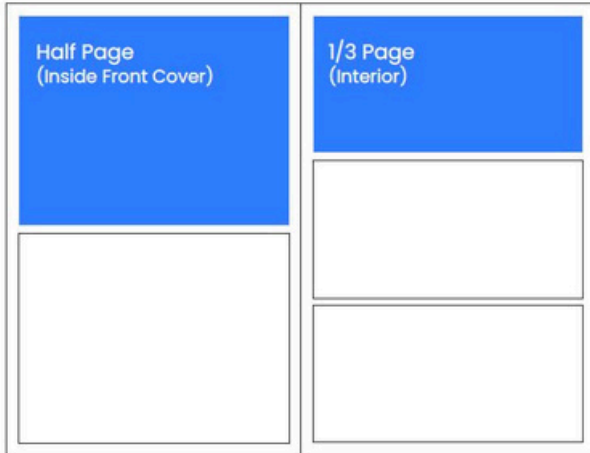 Half Page
(Inside Front Cover)
1/3 Page
(Interior)